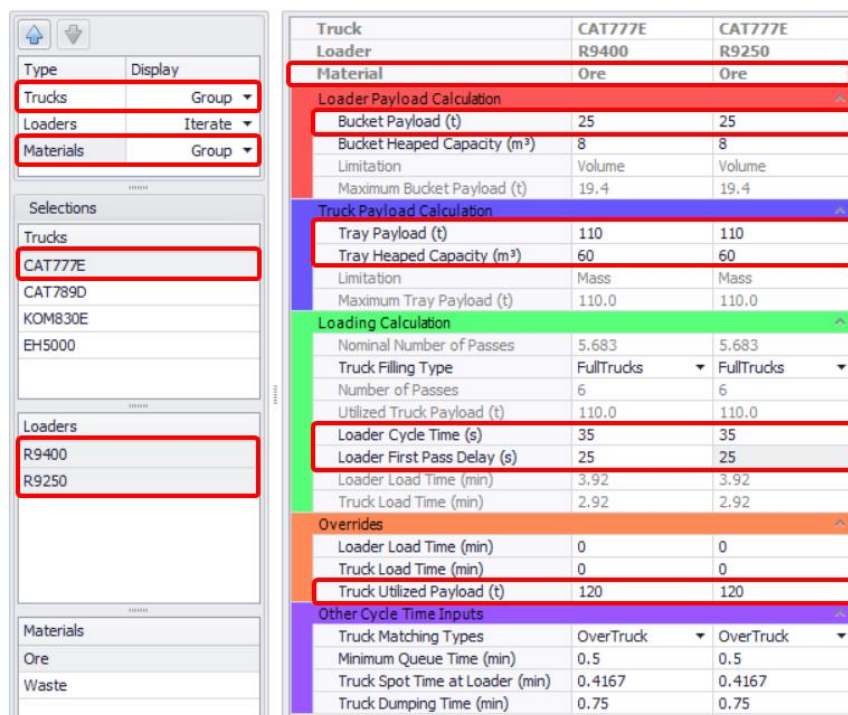 Type Display
Trucks Group
Loaders Iterate
Materials Group
Selections
Trucks
CAT777E
CAT789D
KOM830E
EH5000
Loaders
R9400
R9250
Materials
Ore
Waste
Truck CAT777E CAT777E
Loader R9400 R9250
Material Ore Ore
Loader Payload Calculation
Bucket Payload (t) 25 25
Bucket Heaped Capacity (m³) 8 8
Limitation Volume Volume
Maximum Bucket Payload (t) 19.4 19.4
Truck Payload Calculation
Tray Payload (t) 110 110
Tray Heaped Capacity (m³) 60 60
Limitation Mass Mass
Maximum Tray Payload (t) 110.0 110.0
Loading Calculation
Nominal Number of Passes 5.683 5.683
Truck Filling Type FullTrucks FullTrucks
Number of Passes 6 6
Utilized Truck Payload (t) 110.0 110.0
Loader Cycle Time (s) 35 35
Loader First Pass Delay (s) 25 25
Loader Load Time (min) 3.92 3.92
Truck Load Time (min) 2.92 2.92
Overrides
Loader Load Time (min) 0 0
Truck Load Time (min) 0 0
Truck Utilized Payload (t) 120 120
Other Cycle Time Inputs
Truck Matching Types OverTruck OverTruck
Minimum Queue Time (min) 0.5 0.5
Truck Spot Time at Loader (min) 0.4167 0.4167
Truck Dumping Time (min) 0.75 0.75